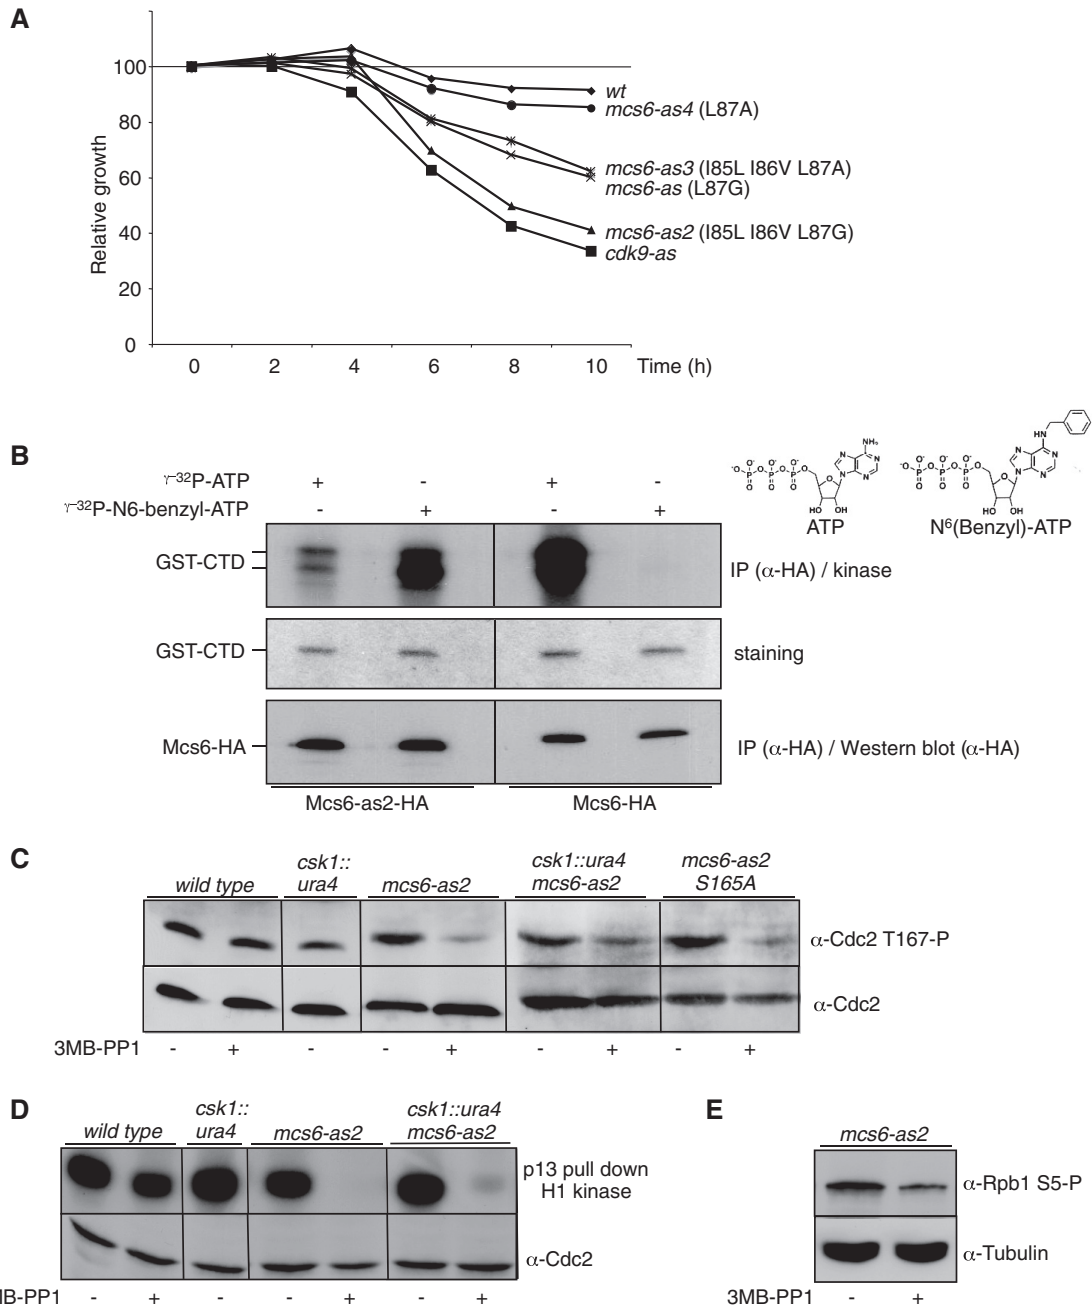 A
100
80
60
40
20
0
Relative growth
0 2 4 6 8 10 Time (h)
wt
mcs6-as4 (L87A)
mcs6-as3 (I85L I86V L87A)
mcs6-as (L87G)
mcs6-as2 (I85L I86V L87G)
cdk9-as
B
γ–32P-ATP + - + -
γ–32P-N6-benzyl-ATP - + - +
GST-CTD
IP (α-HA) / kinase
GST-CTD
staining
Mcs6-HA
IP (α-HA) / Western blot (α-HA)
Mcs6-as2-HA Mcs6-HA
ATP
N6(Benzyl)-ATP
C
wild type
csk1::
ura4
mcs6-as2
csk1::ura4
mcs6-as2
mcs6-as2
S165A
α-Cdc2 T167-P
α-Cdc2
3MB-PP1 - + - - + - + - +
D
wild type
csk1::
ura4
mcs6-as2
csk1::ura4
mcs6-as2
p13 pull down
H1 kinase
α-Cdc2
MB-PP1 - + - - + - +
E
mcs6-as2
α-Rpb1 S5-P
α-Tubulin
3MB-PP1 - +